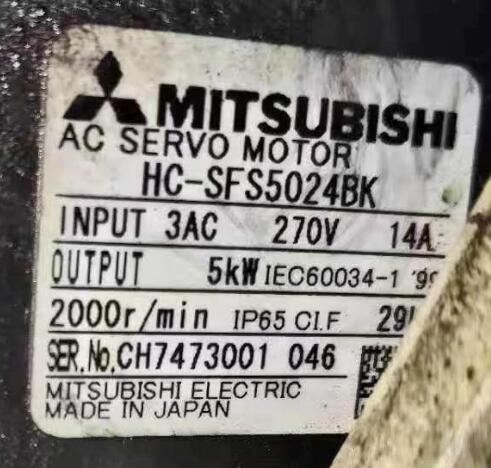 MITSUBISHI
AC SERVO MOTOR
HC-SFS5024BK
INPUT 3AC 270V 14A
OUTPUT 5kW IEC60034-1
2000r/min IP65 CI.F
SER.No.CH7473001 046
MITSUBISHI ELECTRIC
MADE IN JAPAN